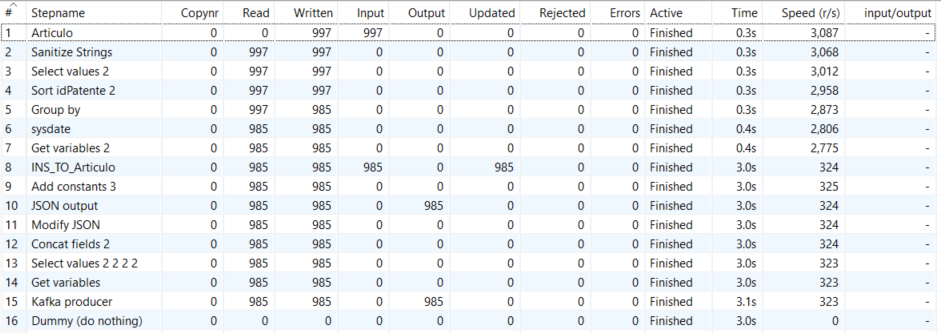 # Stepname Copynr Read Written Input Output Updated Rejected Errors Active Time Speed (r/s) input/output
1 Articulo 0 0 997 997 0 0 0 0 Finished 0.3s 3,087 -
2 Sanitize Strings 0 997 997 0 0 0 0 0 Finished 0.3s 3,068 -
3 Select values 2 0 997 997 0 0 0 0 0 Finished 0.3s 3,012 -
4 Sort idPatente 2 0 997 997 0 0 0 0 0 Finished 0.3s 2,958 -
5 Group by 0 997 985 0 0 0 0 0 Finished 0.3s 2,873 -
6 sysdate 0 985 985 0 0 0 0 0 Finished 0.4s 2,806 -
7 Get variables 2 0 985 985 0 0 0 0 0 Finished 0.4s 2,775 -
8 INS_TO_Articulo 0 985 985 985 0 985 0 0 Finished 3.0s 324 -
9 Add constants 3 0 985 985 0 0 0 0 0 Finished 3.0s 325 -
10 JSON output 0 985 985 0 985 0 0 0 Finished 3.0s 324 -
11 Modify JSON 0 985 985 0 0 0 0 0 Finished 3.0s 324 -
12 Concat fields 2 0 985 985 0 0 0 0 0 Finished 3.0s 324 -
13 Select values 2 2 2 2 0 985 985 0 0 0 0 0 Finished 3.0s 323 -
14 Get variables 0 985 985 0 0 0 0 0 Finished 3.0s 323 -
15 Kafka producer 0 985 985 0 985 0 0 0 Finished 3.1s 323 -
16 Dummy (do nothing) 0 0 0 0 0 0 0 0 Finished 3.0s 0 -